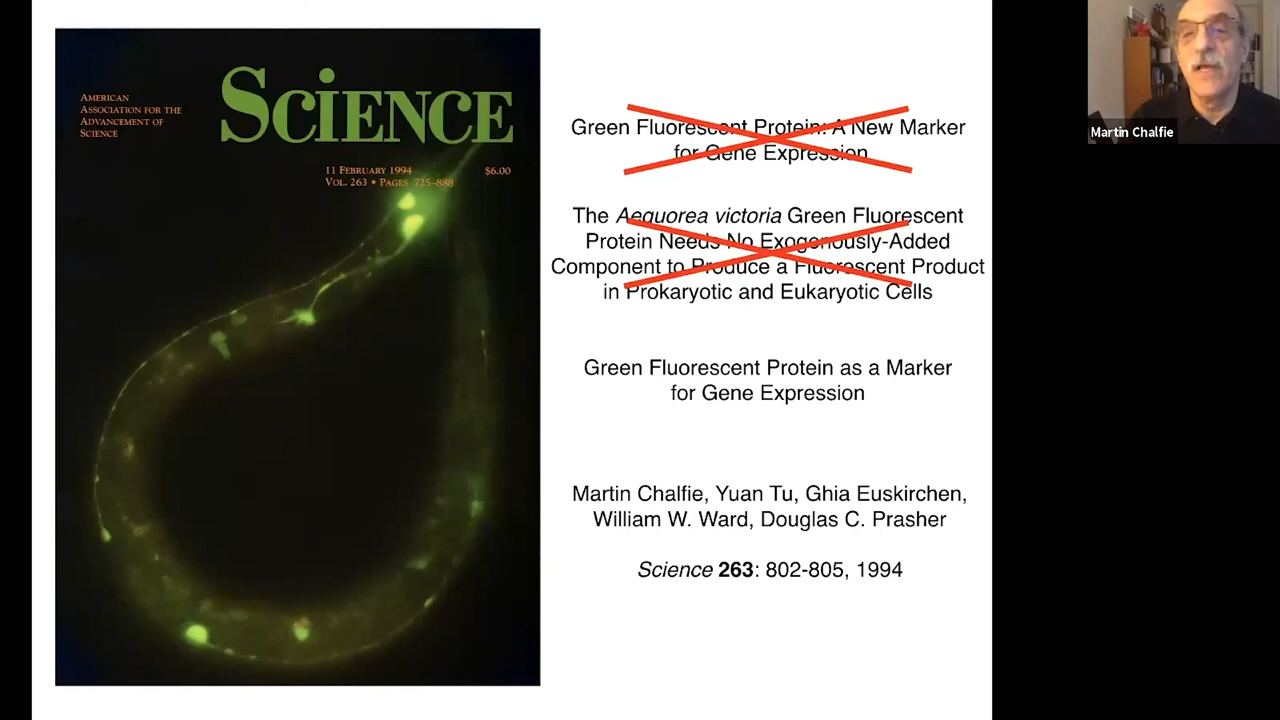 AMERICAN
ASSOCIATION FOR THE
ADVANCEMENT OF
SCIENCE
SCiENCE
11 FEBRUARY 1994
$6.00
VOL. 263 • PAGES 725-888
Green Fluorescent Protein: A New Marker
for Gene Expression
The Aequorea victoria Green Fluorescent
Protein Needs No Exogenously-Added
Component to Produce a Fluorescent Product
in Prokaryotic and Eukaryotic Cells
Green Fluorescent Protein as a Marker
for Gene Expression
Martin Chalfie, Yuan Tu, Ghia Euskirchen,
William W. Ward, Douglas C. Prasher
Science 263: 802-805, 1994
Martin Chalfie